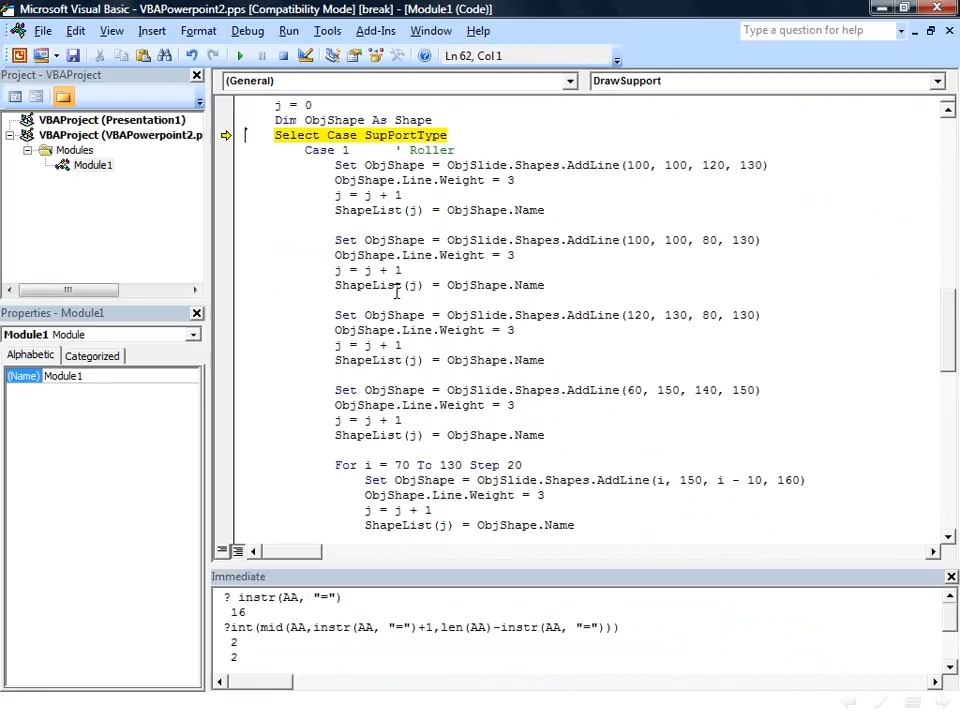 Microsoft Visual Basic - VBAPowerpoint2.pps [Compatibility Mode] [break] - [Module1 (Code)]
File Edit View Insert Format Debug Run Tools Add-Ins Window Help
Type a question for help
Ln 62, Col 1
Project - VBAProject
(General)
DrawSupport
VBAProject (Presentation1)
VBAProject (VBAPowerpoint2.p
Modules
Module1
Properties - Module1
Module1 Module
Alphabetic Categorized
(Name) Module1
j = 0
Dim ObjShape As Shape
Select Case SupPortType
Case 1 ' Roller
Set ObjShape = ObjSlide.Shapes.AddLine(100, 100, 120, 130)
ObjShape.Line.Weight = 3
j = j + 1
ShapeList(j) = ObjShape.Name
Set ObjShape = ObjSlide.Shapes.AddLine(100, 100, 80, 130)
ObjShape.Line.Weight = 3
j = j + 1
ShapeList(j) = ObjShape.Name
Set ObjShape = ObjSlide.Shapes.AddLine(120, 130, 80, 130)
ObjShape.Line.Weight = 3
j = j + 1
ShapeList(j) = ObjShape.Name
Set ObjShape = ObjSlide.Shapes.AddLine(60, 150, 140, 150)
ObjShape.Line.Weight = 3
j = j + 1
ShapeList(j) = ObjShape.Name
For i = 70 To 130 Step 20
Set ObjShape = ObjSlide.Shapes.AddLine(i, 150, i - 10, 160)
ObjShape.Line.Weight = 3
j = j + 1
ShapeList(j) = ObjShape.Name
Immediate
? instr(AA, "=")
16
?int(mid(AA,instr(AA, "=")+1,len(AA)-instr(AA, "=")))
2
2